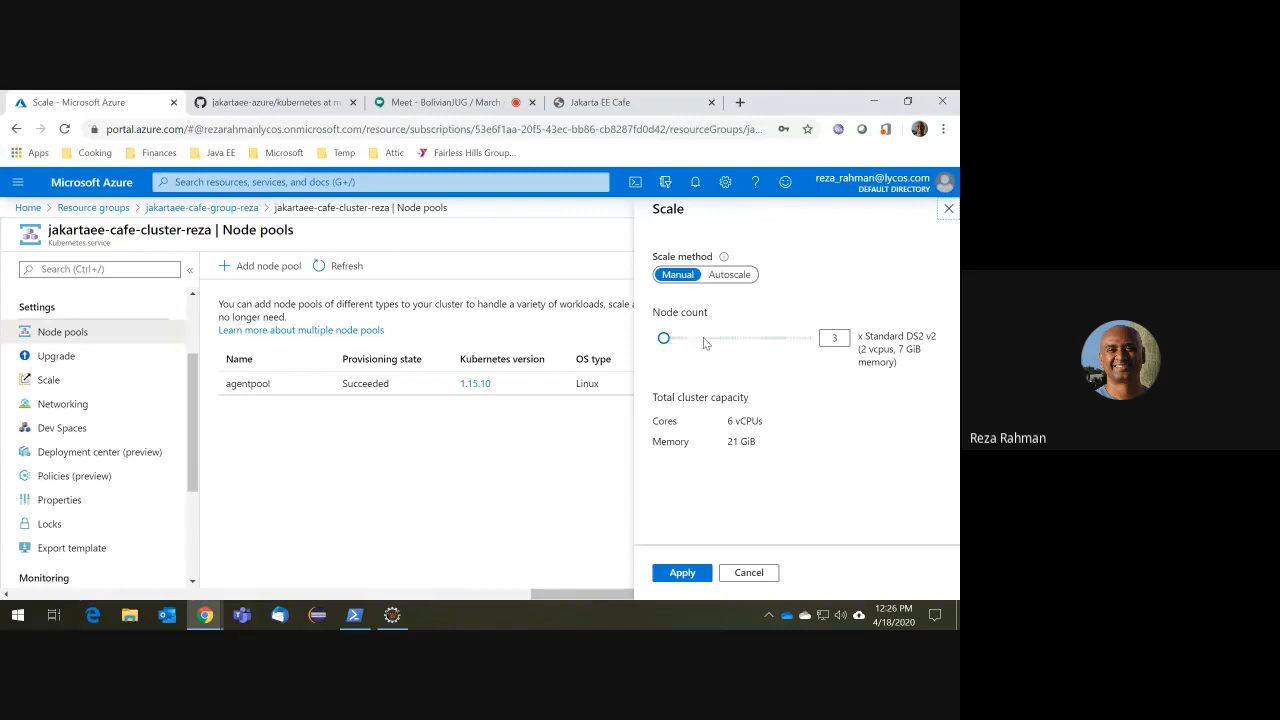 Scale - Microsoft Azure
jakartaee-azure/kubernetes at m
Meet - BolivianJUG / March
Jakarta EE Cafe
portal.azure.com/#@rezarahmanlycos.onmicrosoft.com/resource/subscriptions/53e6f1aa-20f5-43ec-bb86-cb8287fd0d42/resourceGroups/ja...
Apps
Cooking
Finances
Java EE
Microsoft
Temp
Attic
Fairless Hills Group...
Microsoft Azure
Search resources, services, and docs (G+/)
reza_rahman@lycos.com
DEFAULT DIRECTORY
Home > Resource groups > jakartaee-cafe-group-reza > jakartaee-cafe-cluster-reza | Node pools
jakartaee-cafe-cluster-reza | Node pools
Kubernetes service
Search (Ctrl+/)
«
Settings
Node pools
Upgrade
Scale
Networking
Dev Spaces
Deployment center (preview)
Policies (preview)
Properties
Locks
Export template
Monitoring
Add node pool
Refresh
You can add node pools of different types to your cluster to handle a variety of workloads, scale a
no longer need.
Learn more about multiple node pools
Name
Provisioning state
Kubernetes version
OS type
agentpool
Succeeded
1.15.10
Linux
Scale
Scale method
Manual
Autoscale
Node count
3
x Standard DS2 v2
(2 vcpus, 7 GiB
memory)
Total cluster capacity
Cores
6 vCPUs
Memory
21 GiB
Apply
Cancel
12:26 PM
4/18/2020
Reza Rahman